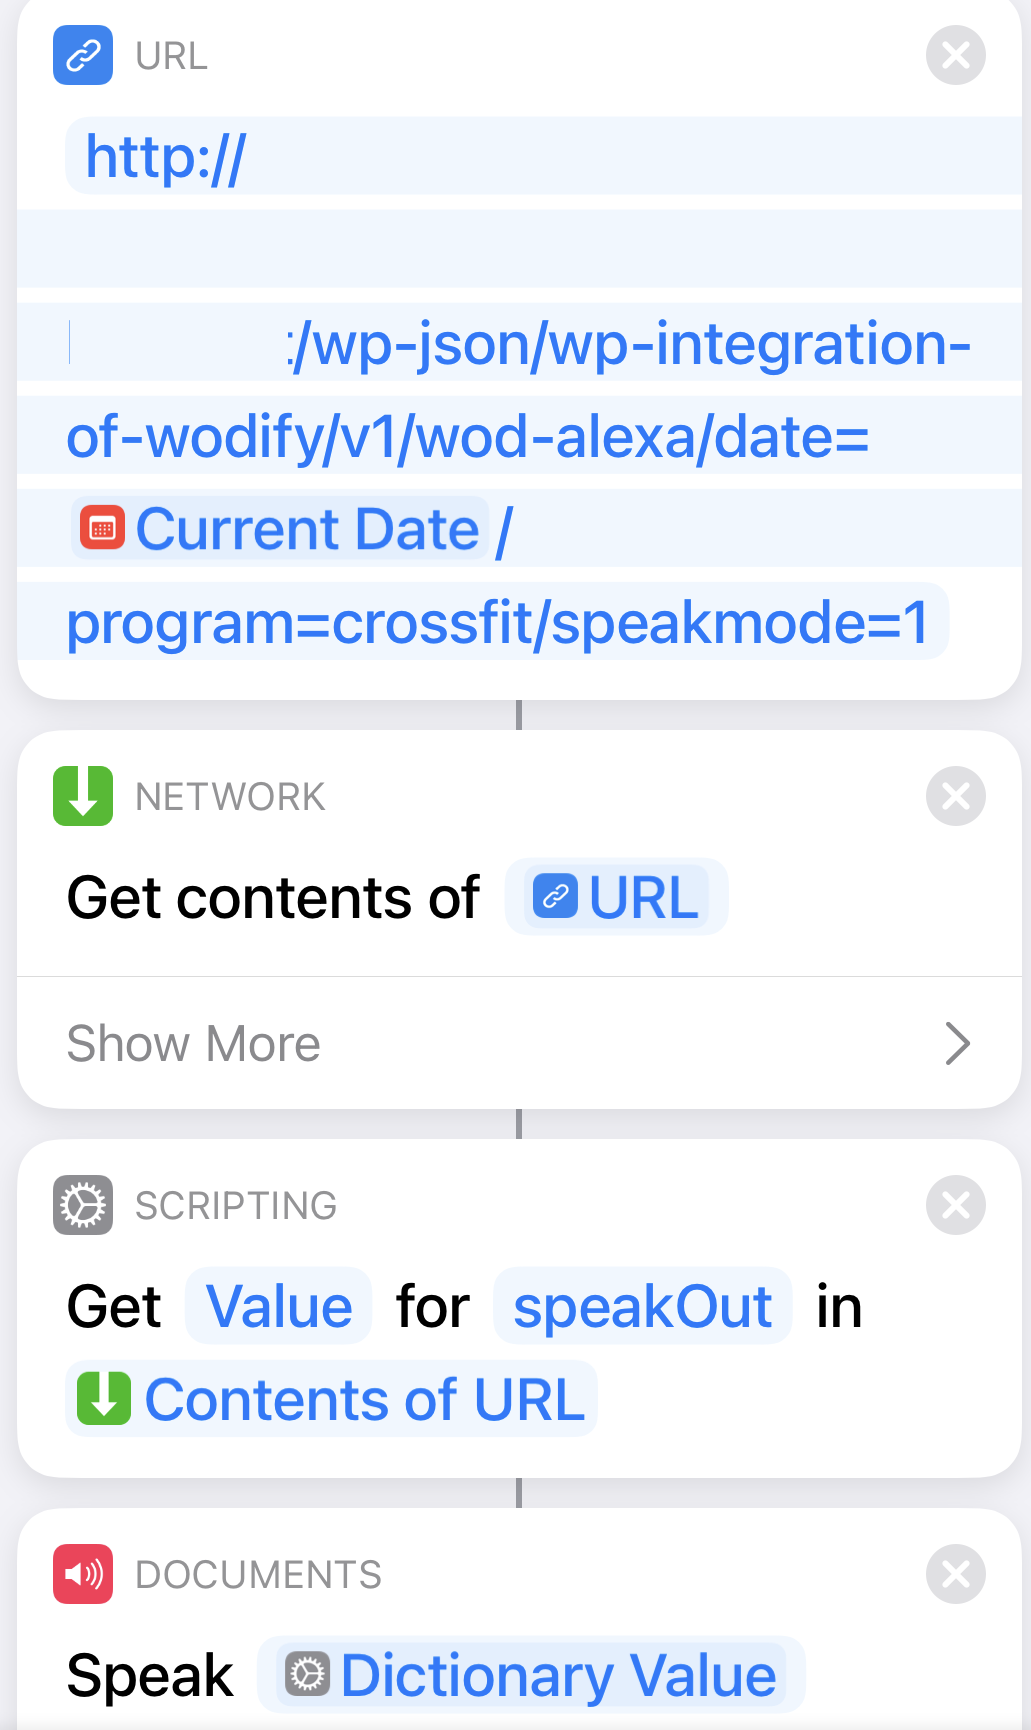 URL
http://
:/wp-json/wp-integration-
of-wodify/v1/wod-alexa/date=
Current Date /
program=crossfit/speakmode=1
NETWORK
Get contents of URL
Show More
SCRIPTING
Get Value for speakOut in
Contents of URL
DOCUMENTS
Speak Dictionary Value